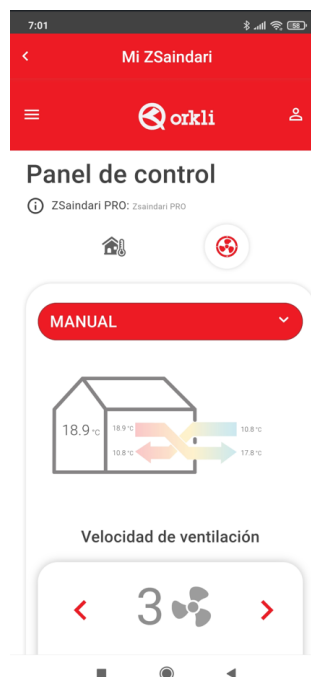 7:01
58
Mi ZSaindari
orkli
Panel de control
ZSaindari PRO: Zsaindari PRO
MANUAL
18.9 °C
18.9 °C
10.8 °C
10.8 °C
17.8 °C
Velocidad de ventilación
3